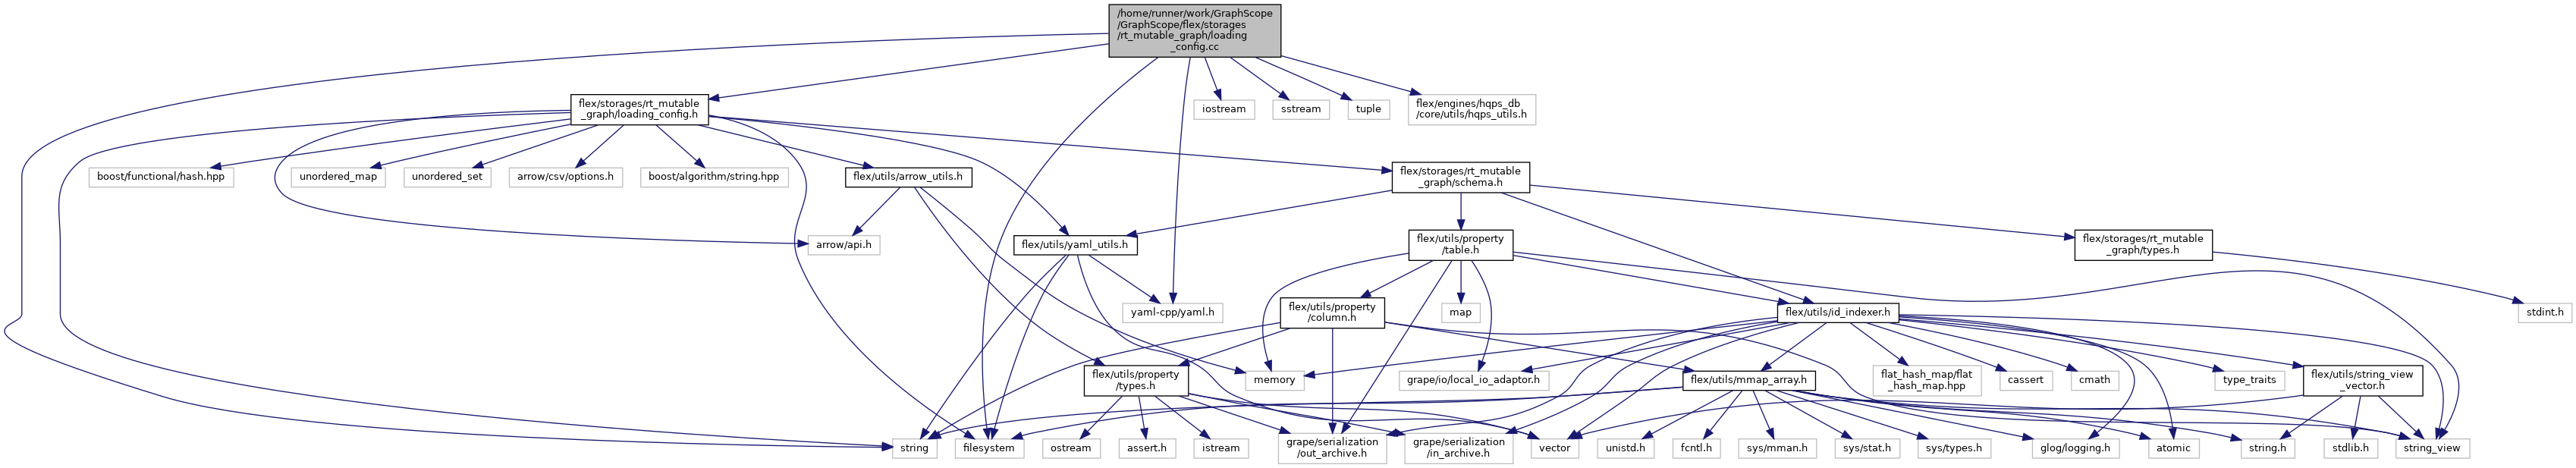 /home/runner/work/GraphScope
/GraphScope/flex/storages
/rt_mutable_graph/loading
_config.cc
flex/storages/rt_mutable
_graph/loading_config.h
iostream
sstream
tuple
flex/engines/hqps_db
/core/utils/hqps_utils.h
boost/functional/hash.hpp
unordered_map
unordered_set
arrow/csv/options.h
boost/algorithm/string.hpp
flex/utils/arrow_utils.h
flex/storages/rt_mutable
_graph/schema.h
arrow/api.h
flex/utils/yaml_utils.h
flex/utils/property
/table.h
flex/storages/rt_mutable
_graph/types.h
yaml-cpp/yaml.h
flex/utils/property
/column.h
map
flex/utils/id_indexer.h
stdint.h
flex/utils/property
/types.h
memory
grape/io/local_io_adaptor.h
flex/utils/mmap_array.h
flat_hash_map/flat
_hash_map.hpp
cassert
cmath
type_traits
flex/utils/string_view
_vector.h
string
filesystem
ostream
assert.h
istream
grape/serialization
/out_archive.h
grape/serialization
/in_archive.h
vector
unistd.h
fcntl.h
sys/mman.h
sys/stat.h
sys/types.h
glog/logging.h
atomic
string.h
stdlib.h
string_view